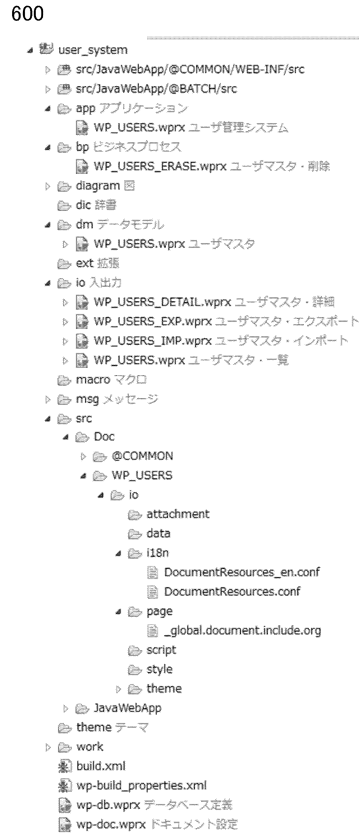 600
user_system
src/JavaWebApp/@COMMON/WEB-INF/src
src/JavaWebApp/@BATCH/src
app アプリケーション
WP_USERS.wprx ユーザ管理システム
bp ビジネスプロセス
WP_USERS_ERASE.wprx ユーザマスタ・削除
diagram 図
dic 辞書
dm データモデル
WP_USERS.wprx ユーザマスタ
ext 拡張
io 入出力
WP_USERS_DETAIL.wprx ユーザマスタ・詳細
WP_USERS_EXP.wprx ユーザマスタ・エクスポート
WP_USERS_IMP.wprx ユーザマスタ・インポート
WP_USERS.wprx ユーザマスタ・一覧
macro マクロ
msg メッセージ
src
Doc
@COMMON
WP_USERS
io
attachment
data
i18n
DocumentResources_en.conf
DocumentResources.conf
page
_global.document.include.org
script
style
theme
JavaWebApp
theme テーマ
work
build.xml
wp-build_properties.xml
wp-db.wprx データベース定義
wp-doc.wprx ドキュメント設定